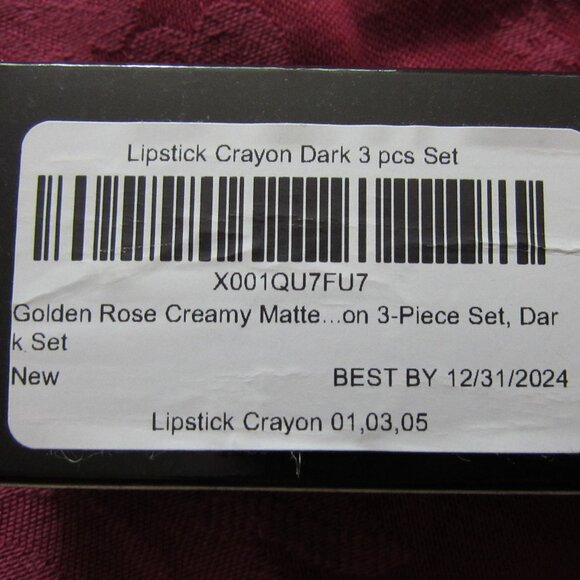 Lipstick Crayon Dark 3 pcs Set
X001QU7FU7
Golden Rose Creamy Matte...on 3-Piece Set, Dar
k Set
New BEST BY 12/31/2024
Lipstick Crayon 01,03,05